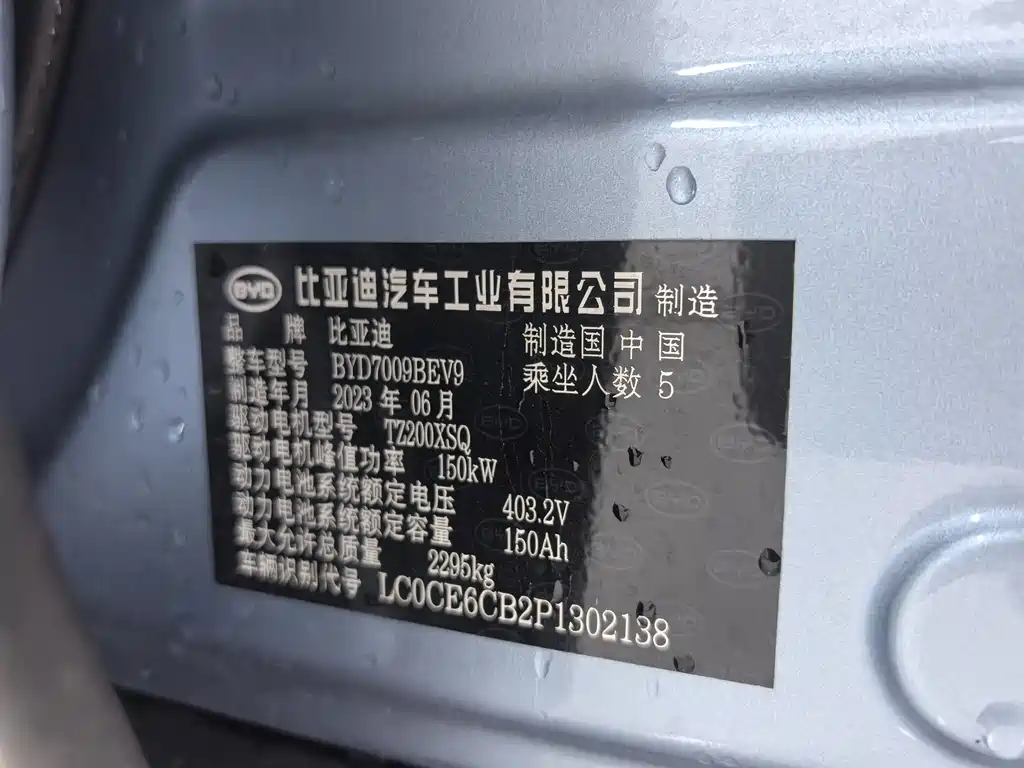 BYD 比亚迪汽车工业有限公司 制造
品牌 比亚迪 制造国 中国
整车型号 BYD7009BEV9 乘坐人数 5
制造年月 2023 年 06 月
驱动电机型号 TZ200XSQ
驱动电机峰值功率 150kW
动力电池系统额定电压 403.2V
动力电池系统额定容量 150Ah
最大允许总质量 2295kg
车辆识别代号 LC0CE6CB2P1302138